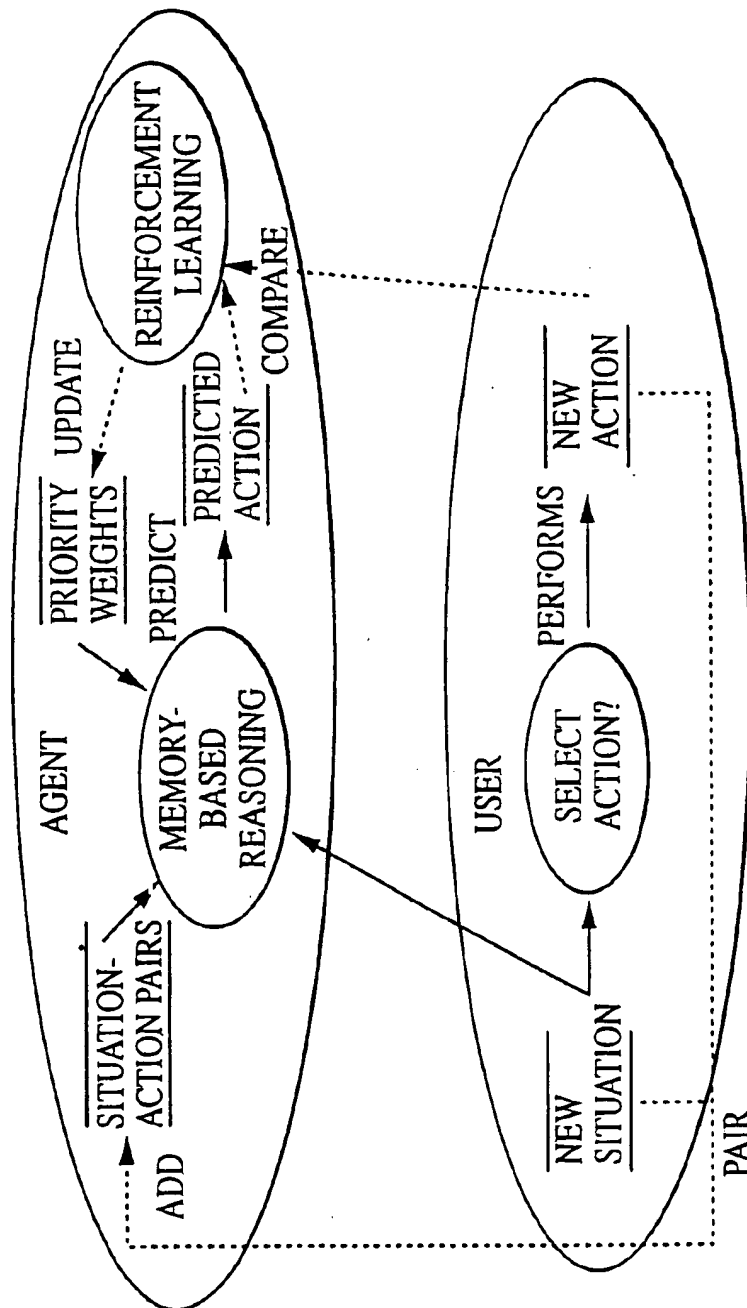 AGENT
SITUATION-
ACTION PAIRS
ADD
PRIORITY
WEIGHTS
UPDATE
REINFORCEMENT
LEARNING
MEMORY-
BASED
REASONING
PREDICT
PREDICTED
ACTION
COMPARE
USER
NEW
SITUATION
SELECT
ACTION?
PERFORMS
NEW
ACTION
PAIR